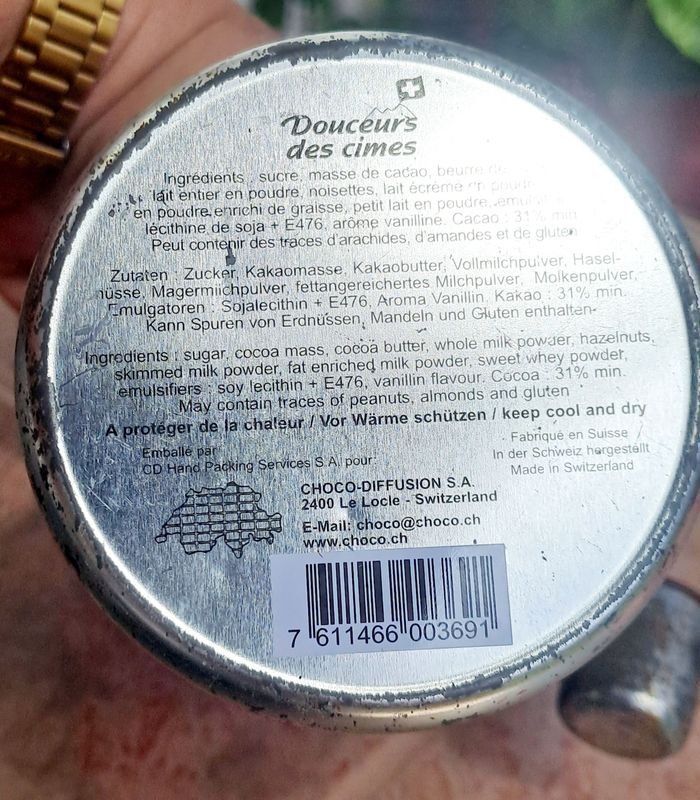 Douceurs
des cimes
Ingrédients : sucre, masse de cacao, beurre
lait entier en poudre, noisettes, lait écrémé en poudre
en poudre enrichi de graisse, petit lait en poudre,
lécithine de soja + E476, arôme vanilline. Cacao : 31% min
Peut contenir des traces d'arachides, d'amandes et de gluten
Zutaten : Zucker, Kakaomasse, Kakaobutter, Vollmilchpulver, Hasel-
nüsse, Magermilchpulver, fettangereichertes Milchpulver, Molkenpulver,
Emulgatoren : Sojalecithin + E476, Aroma Vanillin. Kakao : 31% min.
Kann Spuren von Erdnüssen, Mandeln und Gluten enthalten
Ingredients : sugar, cocoa mass, cocoa butter, whole milk powder, hazelnuts,
skimmed milk powder, fat enriched milk powder, sweet whey powder,
emulsifiers : soy lecithin + E476, vanillin flavour. Cocoa : 31% min.
May contain traces of peanuts, almonds and gluten
A protéger de la chaleur / Vor Wärme schützen / keep cool and dry
Emballé par
CD Hand Packing Services S.A. pour:
Fabriqué en Suisse /
In der Schweiz hergestellt
Made in Switzerland
CHOCO-DIFFUSION S.A.
2400 Le Locle - Switzerland
E-Mail: choco@choco.ch
www.choco.ch
7 611466 003691